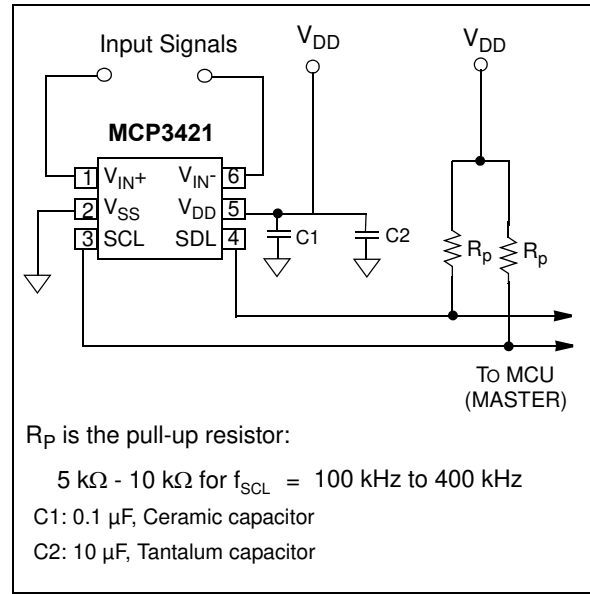 Input Signals
V_DD
V_DD
MCP3421
1 V_IN+ V_IN- 6
2 V_SS V_DD 5
3 SCL SDL 4
C1
C2
R_p
R_p
TO MCU
(MASTER)
R_P is the pull-up resistor:
5 kΩ - 10 kΩ for f_SCL = 100 kHz to 400 kHz
C1: 0.1 µF, Ceramic capacitor
C2: 10 µF, Tantalum capacitor